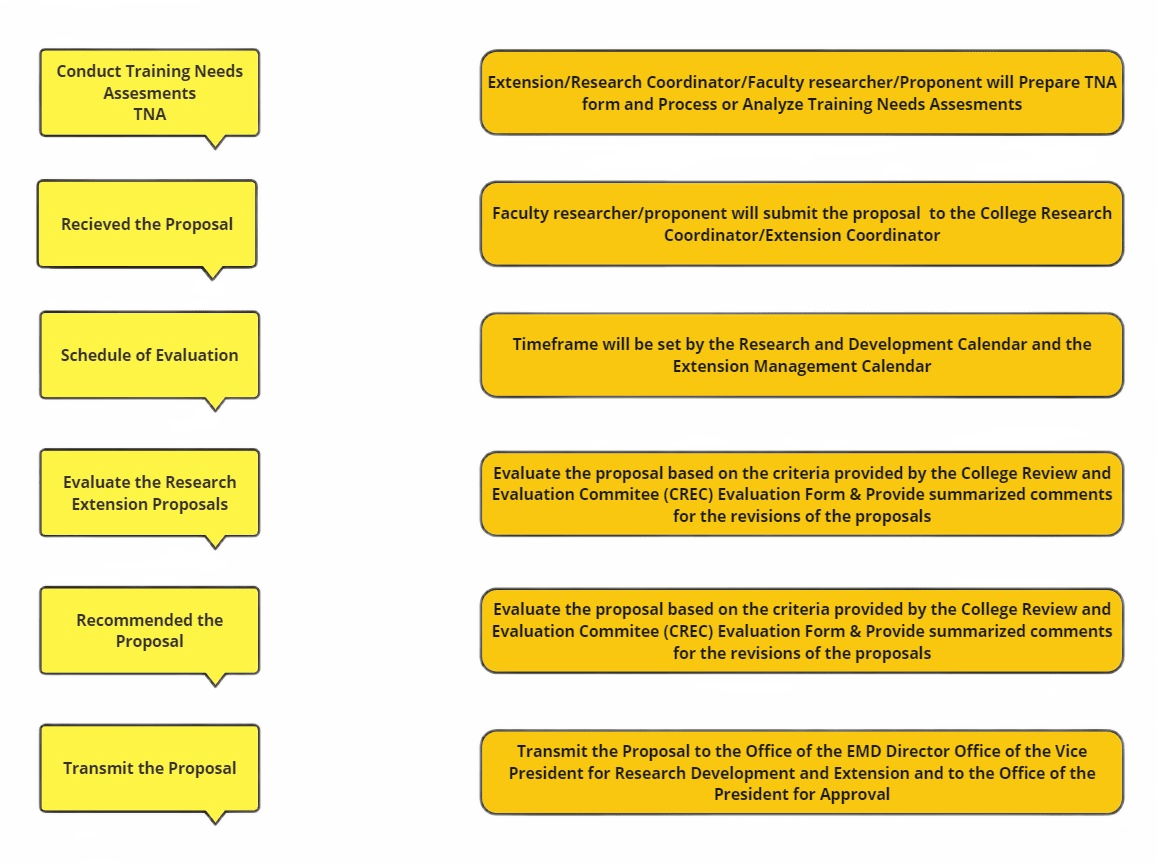 Conduct Training Needs
Assesments
TNA
Extension/Research Coordinator/Faculty researcher/Proponent will Prepare TNA
form and Process or Analyze Training Needs Assesments
Recieved the Proposal
Faculty researcher/proponent will submit the proposal  to the College Research
Coordinator/Extension Coordinator
Schedule of Evaluation
Timeframe will be set by the Research and Development Calendar and the
Extension Management Calendar
Evaluate the Research
Extension Proposals
Evaluate the proposal based on the criteria provided by the College Review and
Evaluation Commitee (CREC) Evaluation Form & Provide summarized comments
for the revisions of the proposals
Recommended the
Proposal
Evaluate the proposal based on the criteria provided by the College Review and
Evaluation Commitee (CREC) Evaluation Form & Provide summarized comments
for the revisions of the proposals
Transmit the Proposal
Transmit the Proposal to the Office of the EMD Director Office of the Vice
President for Research Development and Extension and to the Office of the
President for Approval